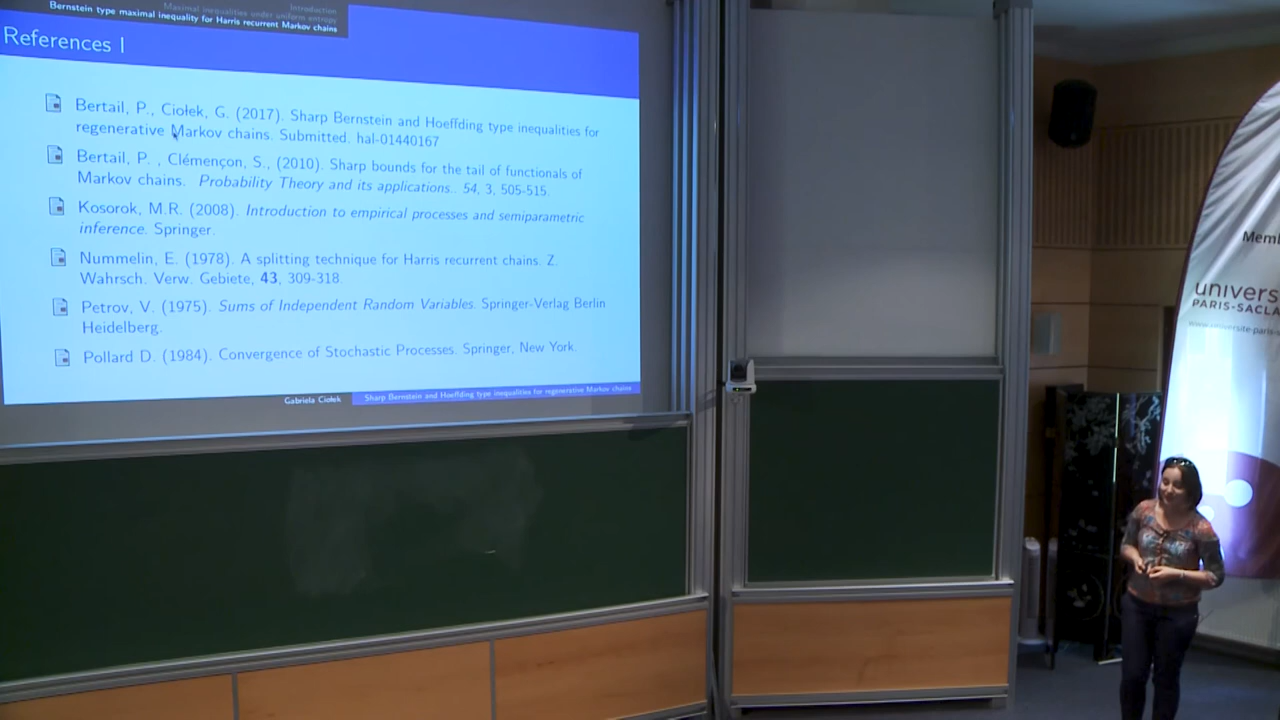 Introduction
Maximal inequalities under uniform entropy
Bernstein type maximal inequality for Harris recurrent Markov chains
References I
Bertail, P., Ciołek, G. (2017). Sharp Bernstein and Hoeffding type inequalities for
regenerative Markov chains. Submitted. hal-01440167
Bertail, P. , Clémençon, S., (2010). Sharp bounds for the tail of functionals of
Markov chains. Probability Theory and its applications.. 54, 3, 505-515.
Kosorok, M.R. (2008). Introduction to empirical processes and semiparametric
inference. Springer.
Nummelin, E. (1978). A splitting technique for Harris recurrent chains. Z.
Wahrsch. Verw. Gebiete, 43, 309-318.
Petrov, V. (1975). Sums of Independent Random Variables. Springer-Verlag Berlin
Heidelberg.
Pollard D. (1984). Convergence of Stochastic Processes. Springer, New York.
Gabriela Ciołek
Sharp Bernstein and Hoeffding type inequalities for regenerative Markov chains
Memb
univers
PARIS-SACLA